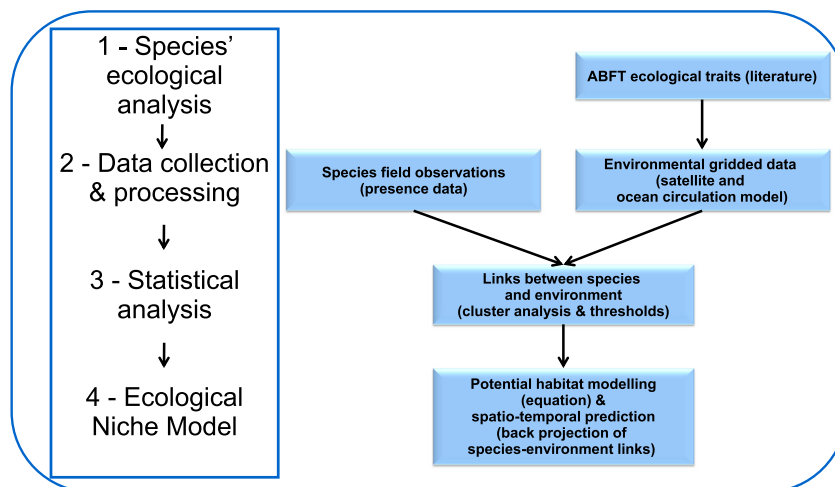 1 - Species'
ecological
analysis
2 - Data collection
& processing
3 - Statistical
analysis
4 - Ecological
Niche Model
ABFT ecological traits (literature)
Species field observations
(presence data)
Environmental gridded data
(satellite and
ocean circulation model)
Links between species
and environment
(cluster analysis & thresholds)
Potential habitat modelling
(equation) &
spatio-temporal prediction
(back projection of
species-environment links)